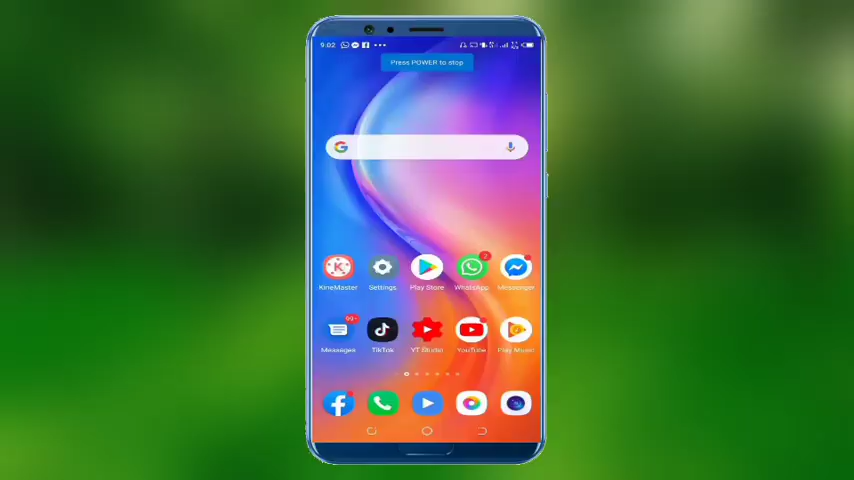 9:02
Press POWER to stop
G
KineMaster Settings Play Store WhatsApp Messenger
2
99+
Messages TikTok YT Studio YouTube Play Music